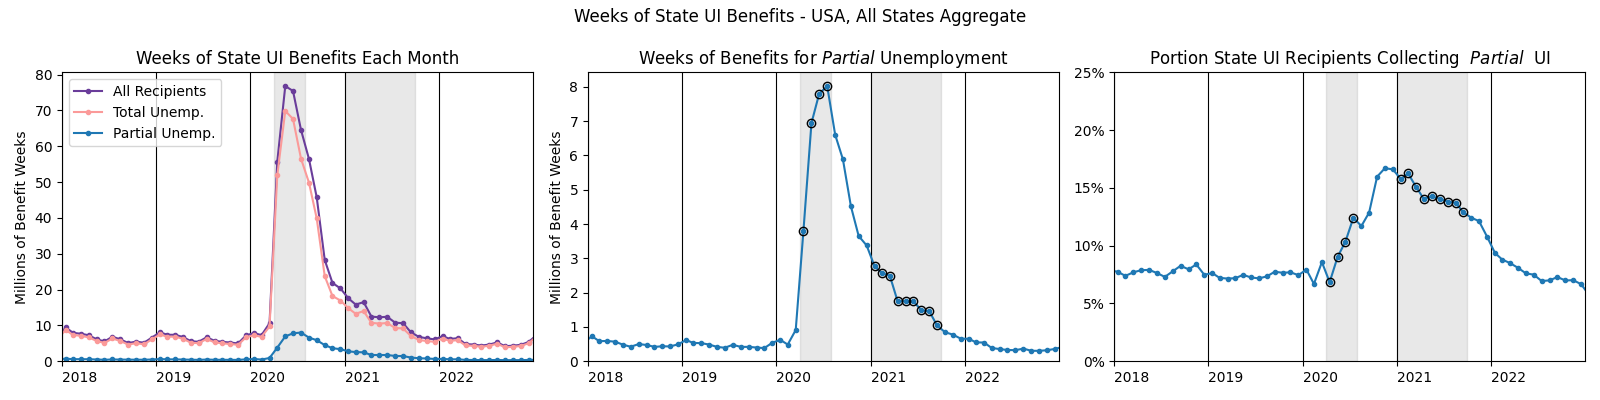 Weeks of State UI Benefits - USA, All States Aggregate
Weeks of State UI Benefits Each Month
Millions of Benefit Weeks
80
70
60
50
40
30
20
10
0
All Recipients
Total Unemp.
Partial Unemp.
2018 2019 2020 2021 2022
Weeks of Benefits for Partial Unemployment
Millions of Benefit Weeks
8
7
6
5
4
3
2
1
0
2018 2019 2020 2021 2022
Portion State UI Recipients Collecting Partial UI
25%
20%
15%
10%
5%
0%
2018 2019 2020 2021 2022